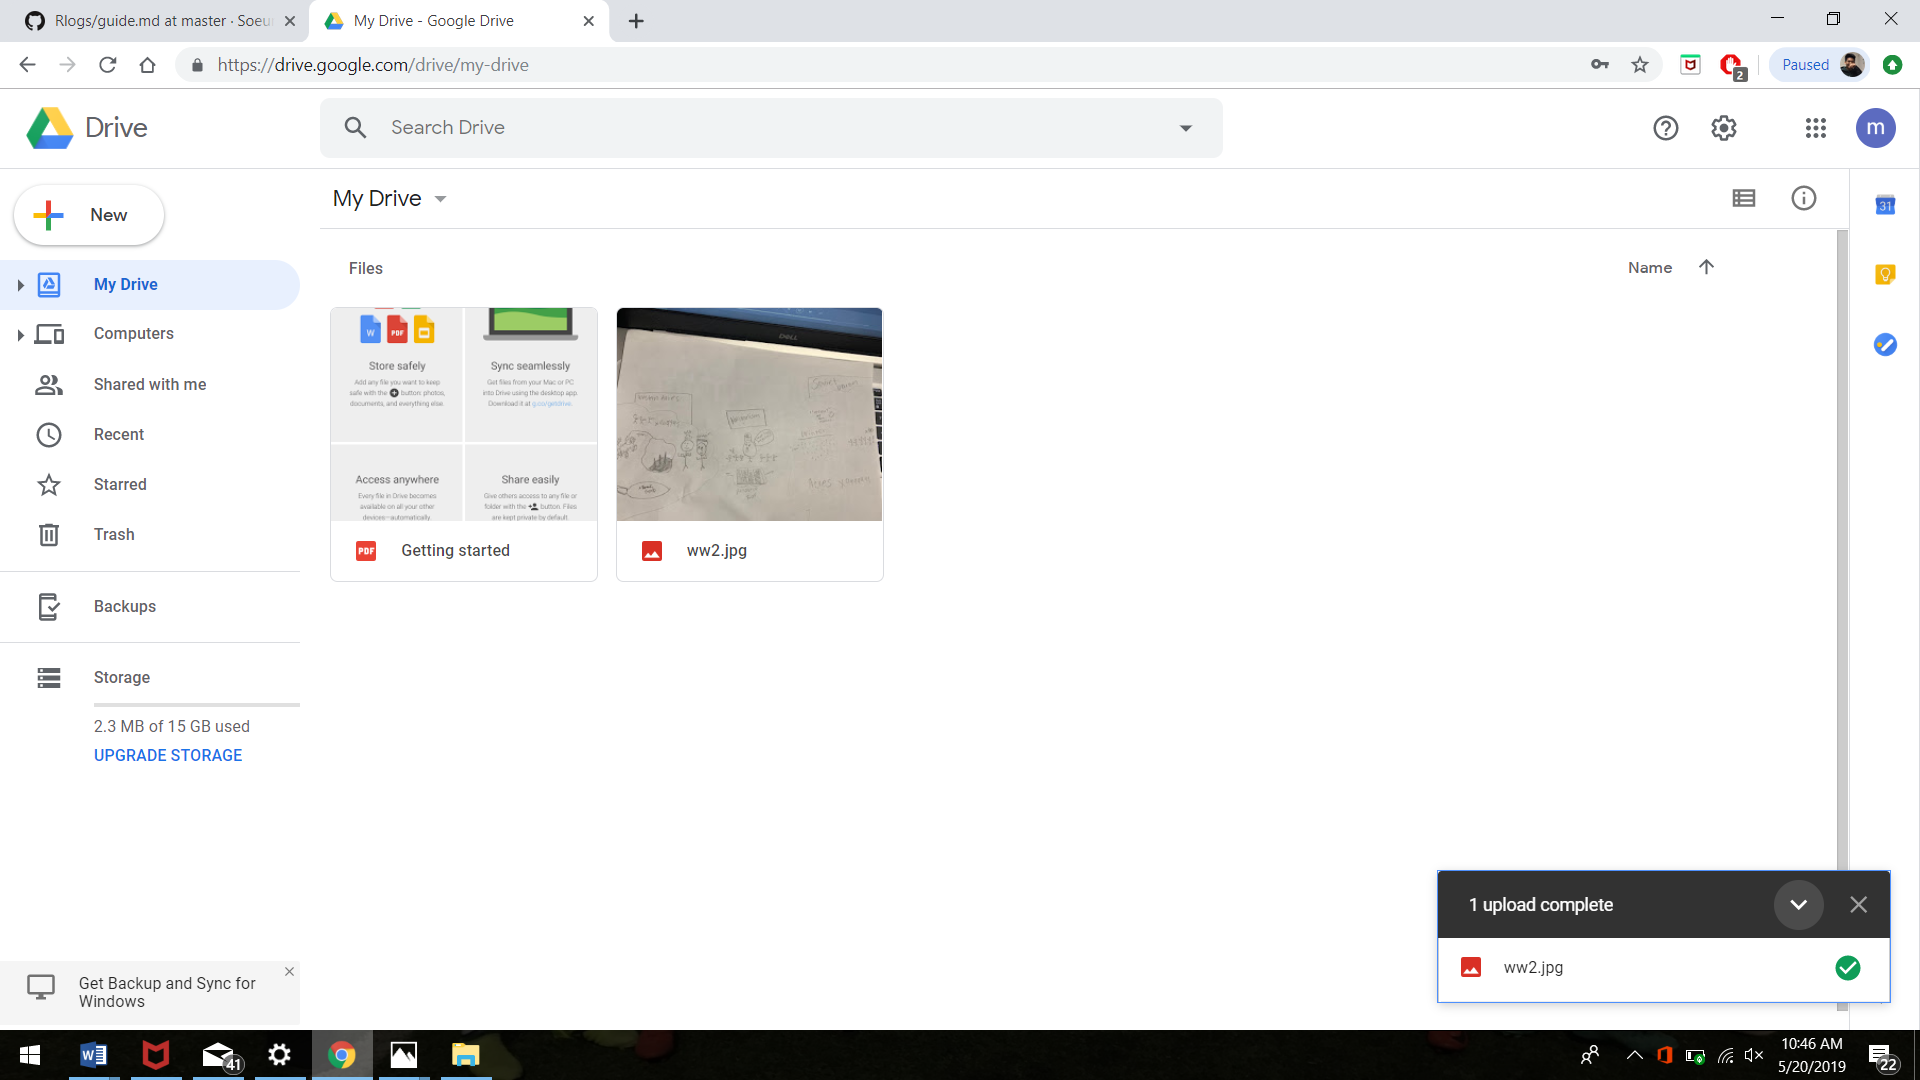 Rlogs/guide.md at master · Soeu
My Drive - Google Drive
https://drive.google.com/drive/my-drive
2
Paused
Drive
Search Drive
m
New
My Drive
31
My Drive
Computers
Shared with me
Recent
Starred
Trash
Backups
Storage
2.3 MB of 15 GB used
UPGRADE STORAGE
Files
Name
W
PDF
Store safely
Add any file you want to keep
safe with the button: photos,
documents, and everything else.
Sync seamlessly
Get files from your Mac or PC
into Drive using the desktop app.
Download it at g.co/getdrive.
Access anywhere
Every file in Drive becomes
available on all your other
devices—automatically.
Share easily
Give others access to any file or
folder with the button. Files
are kept private by default
DELL
PDF
Getting started
ww2.jpg
1 upload complete
ww2.jpg
Get Backup and Sync for
Windows
W
41
10:46 AM
5/20/2019
22